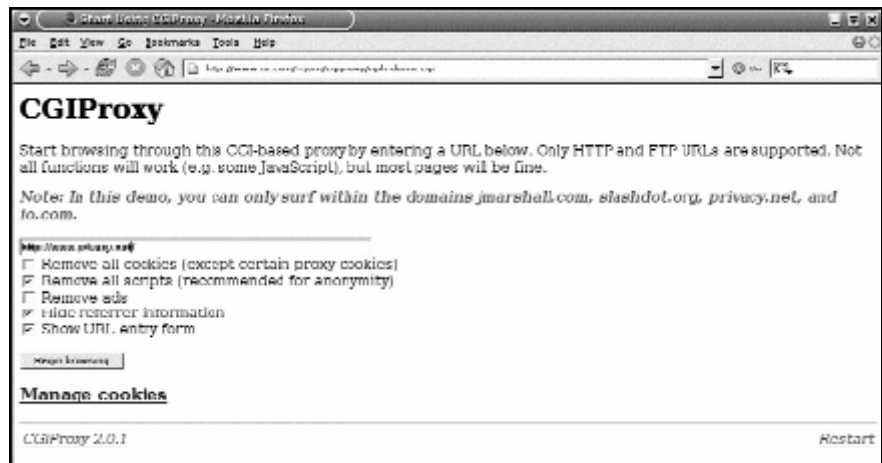 Start Using CGIProxy - Mozilla Firefox
File Edit View Go Bookmarks Tools Help
CGIProxy
Start browsing through this CGI-based proxy by entering a URL below. Only HTTP and FTP URLs are supported. Not
all functions will work (e.g. some JavaScript), but most pages will be fine.
Note: In this demo, you can only surf within the domains jmarshall.com, slashdot.org, privacy.net, and
io.com.
http://www.privacy.net/
Remove all cookies (except certain proxy cookies)
Remove all scripts (recommended for anonymity)
Remove ads
Hide referrer information
Show URL entry form
Begin browsing
Manage cookies
CGIProxy 2.0.1
Restart